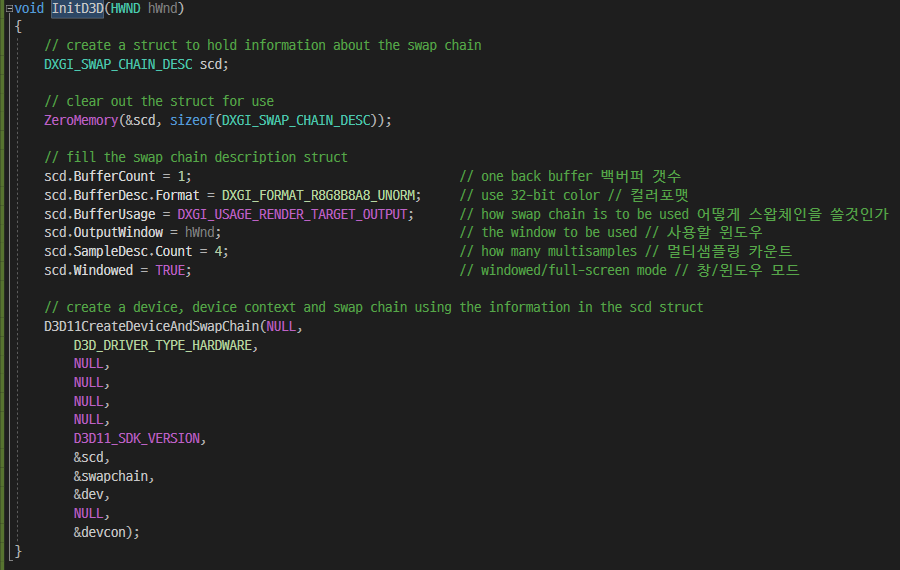 void InitD3D(HWND hWnd)
{
    // create a struct to hold information about the swap chain
    DXGI_SWAP_CHAIN_DESC scd;

    // clear out the struct for use
    ZeroMemory(&scd, sizeof(DXGI_SWAP_CHAIN_DESC));

    // fill the swap chain description struct
    scd.BufferCount = 1;                                    // one back buffer 백버퍼 갯수
    scd.BufferDesc.Format = DXGI_FORMAT_R8G8B8A8_UNORM;     // use 32-bit color // 컬러포맷
    scd.BufferUsage = DXGI_USAGE_RENDER_TARGET_OUTPUT;      // how swap chain is to be used 어떻게 스왑체인을 쓸것인가
    scd.OutputWindow = hWnd;                                // the window to be used // 사용할 윈도우
    scd.SampleDesc.Count = 4;                               // how many multisamples // 멀티샘플링 카운트
    scd.Windowed = TRUE;                                    // windowed/full-screen mode // 창/윈도우 모드

    // create a device, device context and swap chain using the information in the scd struct
    D3D11CreateDeviceAndSwapChain(NULL,
        D3D_DRIVER_TYPE_HARDWARE,
        NULL,
        NULL,
        NULL,
        NULL,
        D3D11_SDK_VERSION,
        &scd,
        &swapchain,
        &dev,
        NULL,
        &devcon);
}